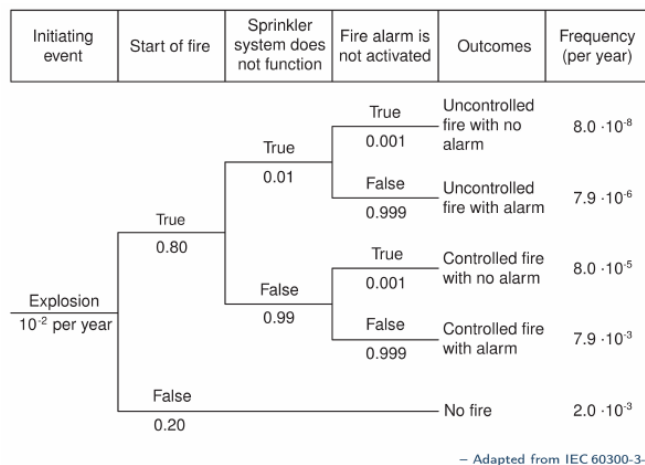 Initiating
event
Start of fire
Sprinkler
system does
not function
Fire alarm is
not activated
Outcomes
Frequency
(per year)
True
0.001
Uncontrolled
fire with no
alarm
8.0 ·10⁻⁸
True
0.01
False
0.999
Uncontrolled
fire with alarm
7.9 ·10⁻⁶
True
0.80
True
0.001
Controlled fire
with no alarm
8.0 ·10⁻⁵
False
0.99
Explosion
10⁻² per year
False
0.999
Controlled fire
with alarm
7.9 ·10⁻³
False
0.20
No fire
2.0 ·10⁻³
– Adapted from IEC 60300-3-